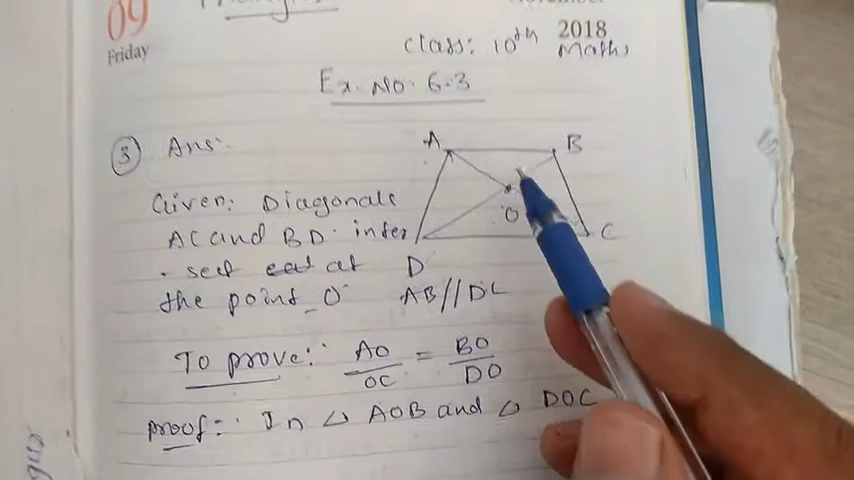 09
2018
Friday
Class: 10th Maths
Ex. No. 6.3
3 Ans:
A
B
Given: Diagonals
O
C
AC and BD. inter
. sect at
D
the point O
AB//DC
To prove: AO/OC = BO/DO
Proof: In △ AOB and △ DOC